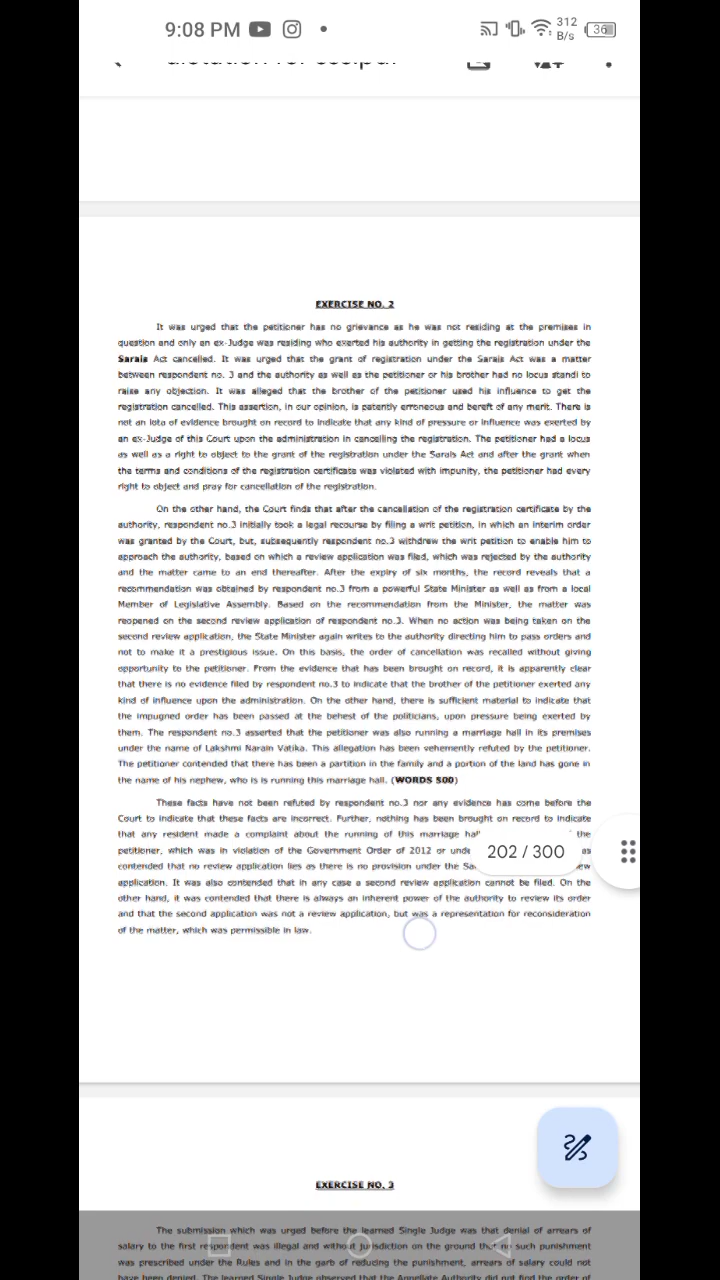 9:08 PM
312
B/s
36
EXERCISE NO. 2
It was urged that the petitioner has no grievance as he was not residing at the premises in
question and only an ex-Judge was residing who exerted his authority in getting the registration under the
Sarais Act cancelled. It was urged that the grant of registration under the Sarais Act was a matter
between respondent no. 3 and the authority as well as the petitioner or his brother had no locus standi to
raise any objection. It was alleged that the brother of the petitioner used his influence to get the
registration cancelled. This assertion, in our opinion, is patently erroneous and bereft of any merit. There is
not an iota of evidence brought on record to indicate that any kind of pressure or influence was exerted by
an ex-Judge of this Court upon the administration in cancelling the registration. The petitioner had a locus
as well as a right to object to the grant of the registration under the Sarais Act and after the grant when
the terms and conditions of the registration certificate was violated with impunity, the petitioner had every
right to object and pray for cancellation of the registration.
On the other hand, the Court finds that after the cancellation of the registration certificate by the
authority, respondent no.3 initially took a legal recourse by filing a writ petition, in which an interim order
was granted by the Court, but, subsequently respondent no.3 withdrew the writ petition to enable him to
approach the authority, based on which a review application was filed, which was rejected by the authority
and the matter came to an end thereafter. After the expiry of six months, the record reveals that a
recommendation was obtained by respondent no.3 from a powerful State Minister as well as from a local
Member of Legislative Assembly. Based on the recommendation from the Minister, the matter was
reopened on the second review application of respondent no.3. When no action was being taken on the
second review application, the State Minister again writes to the authority directing him to pass orders and
not to make it a prestigious issue. On this basis, the order of cancellation was recalled without giving
opportunity to the petitioner. From the evidence that has been brought on record, it is apparently clear
that there is no evidence filed by respondent no.3 to indicate that the brother of the petitioner exerted any
kind of influence upon the administration. On the other hand, there is sufficient material to indicate that
the impugned order has been passed at the behest of the politicians, upon pressure being exerted by
them. The respondent no.3 asserted that the petitioner was also running a marriage hall in its premises
under the name of Lakshmi Narain Vatika. This allegation has been vehemently refuted by the petitioner.
The petitioner contended that there has been a partition in the family and a portion of the land has gone in
the name of his nephew, who is is running this marriage hall. (WORDS 500)
These facts have not been refuted by respondent no.3 nor any evidence has come before the
Court to indicate that these facts are incorrect. Further, nothing has been brought on record to indicate
that any resident made a complaint about the running of this marriage hal the
petitioner, which was in violation of the Government Order of 2012 or unde as
contended that no review application lies as there is no provision under the Sa ew
202 / 300
application. It was also contended that in any case a second review application cannot be filed. On the
other hand, it was contended that there is always an inherent power of the authority to review its order
and that the second application was not a review application, but was a representation for reconsideration
of the matter, which was permissible in law.
EXERCISE NO. 3
The submission which was urged before the learned Single Judge was that denial of arrears of
salary to the first respondent was illegal and without jurisdiction on the ground that no such punishment
was prescribed under the Rules and in the garb of reducing the punishment, arrears of salary could not
have been denied. The learned Single Judge observed that the Appellate Authority did not find the order of